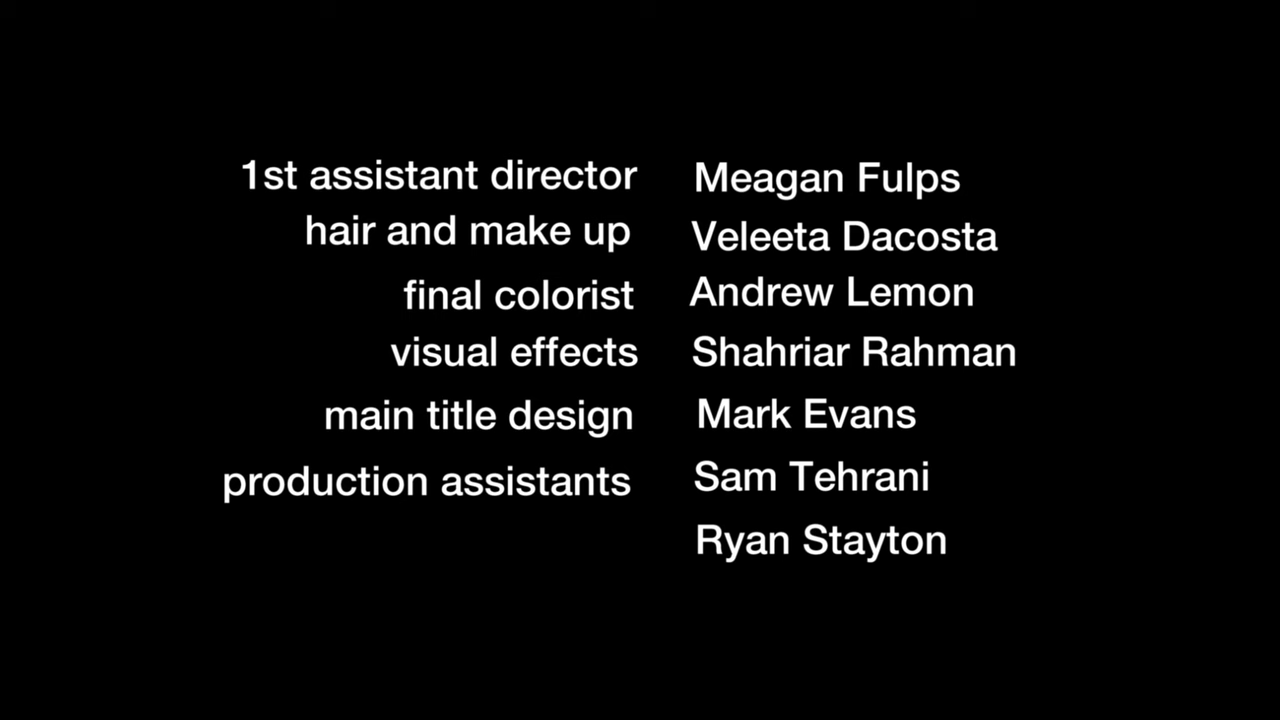 1st assistant director Meagan Fulps
hair and make up Veleeta Dacosta
final colorist Andrew Lemon
visual effects Shahriar Rahman
main title design Mark Evans
production assistants Sam Tehrani
Ryan Stayton